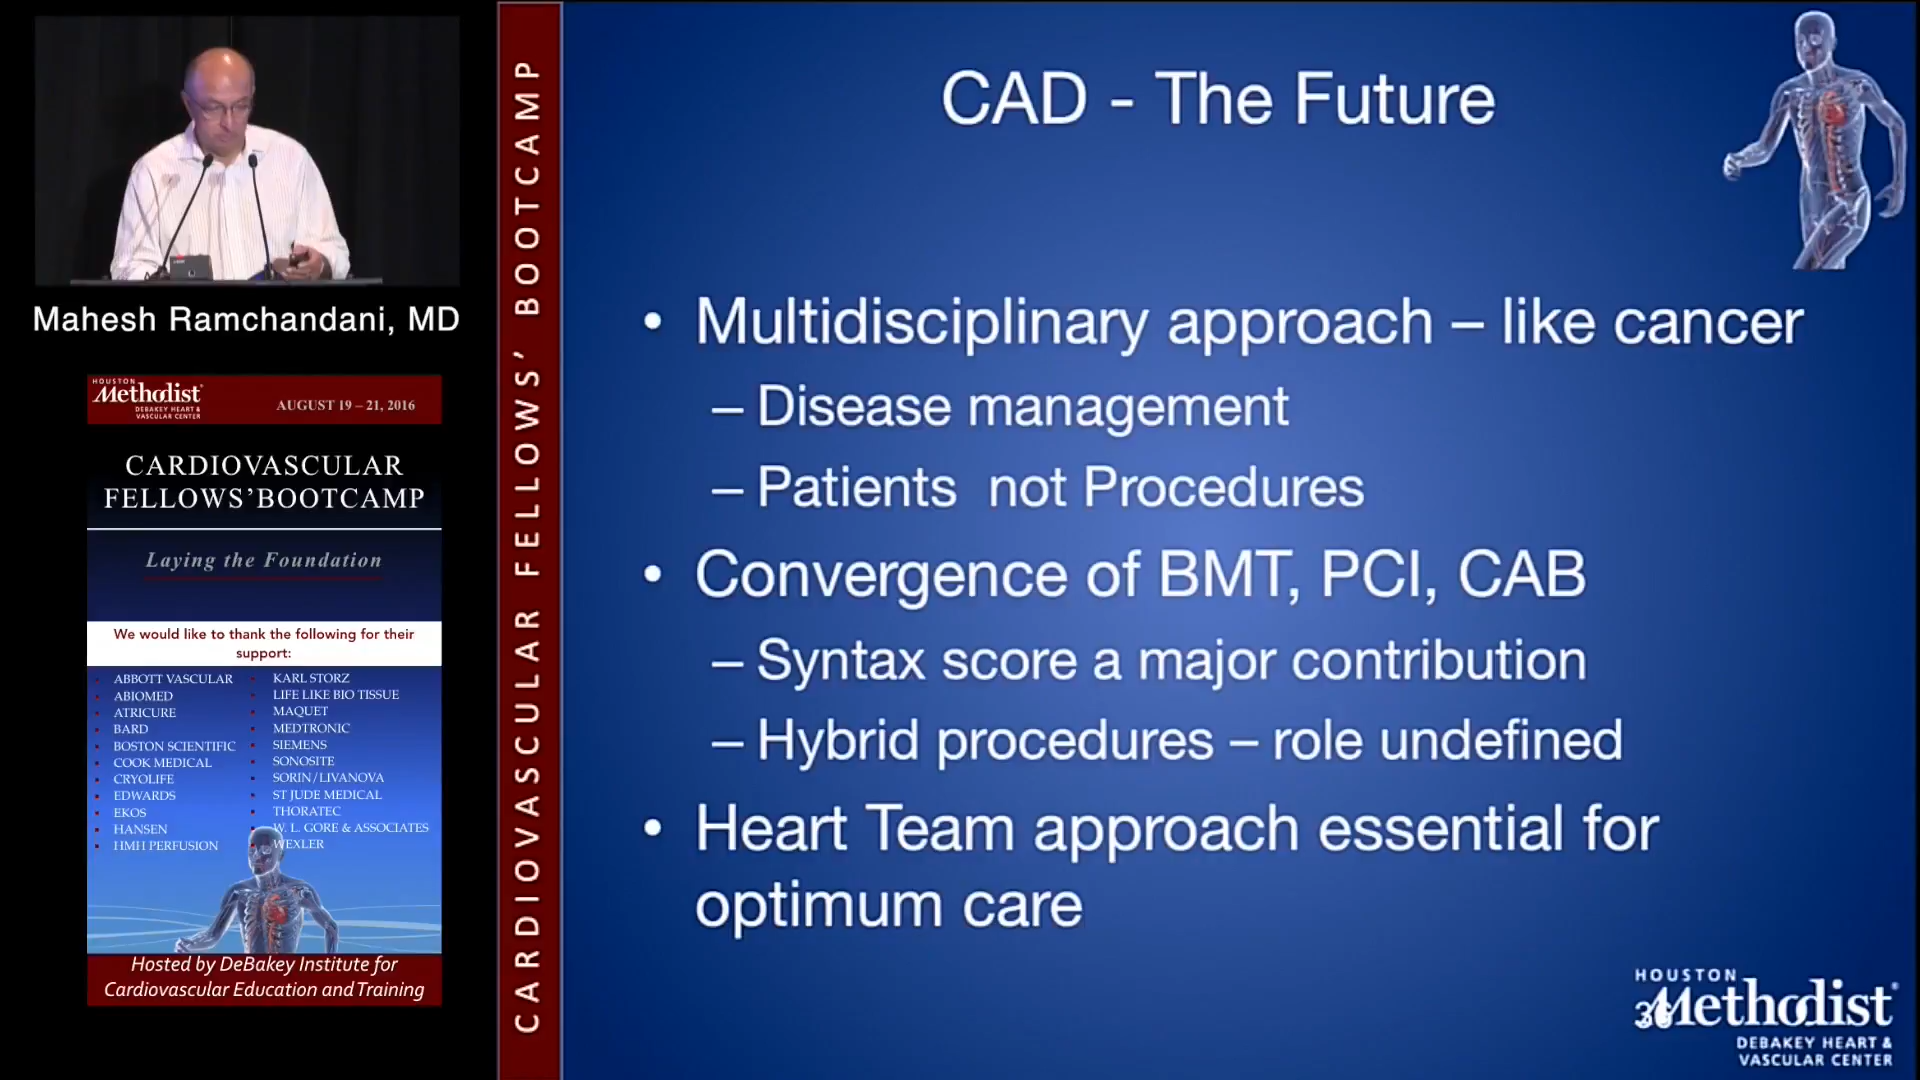 Mahesh Ramchandani, MD
HOUSTON
Methodist
DEBAKEY HEART &
VASCULAR CENTER
AUGUST 19 – 21, 2016
CARDIOVASCULAR
FELLOWS’BOOTCAMP
Laying the Foundation
We would like to thank the following for their
support:
ABBOTT VASCULAR
ABIOMED
ATRICURE
BARD
BOSTON SCIENTIFIC
COOK MEDICAL
CRYOLIFE
EDWARDS
EKOS
HANSEN
HMH PERFUSION
KARL STORZ
LIFE LIKE BIO TISSUE
MAQUET
MEDTRONIC
SIEMENS
SONOSITE
SORIN/LIVANOVA
ST JUDE MEDICAL
THORATEC
W. L. GORE & ASSOCIATES
WEXLER
Hosted by DeBakey Institute for
Cardiovascular Education and Training
CARDIOVASCULAR FELLOWS’ BOOTCAMP
CAD - The Future
• Multidisciplinary approach – like cancer
– Disease management
– Patients not Procedures
• Convergence of BMT, PCI, CAB
– Syntax score a major contribution
– Hybrid procedures – role undefined
• Heart Team approach essential for
optimum care
HOUSTON
Methodist
DEBAKEY HEART &
VASCULAR CENTER